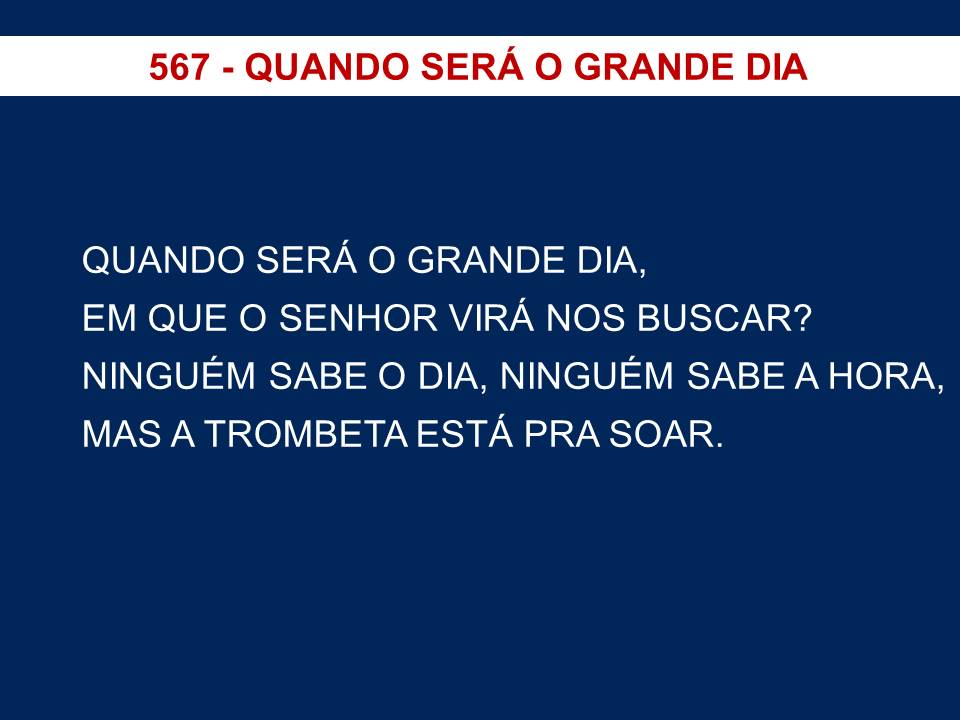 567 - QUANDO SERÁ O GRANDE DIA
QUANDO SERÁ O GRANDE DIA,
EM QUE O SENHOR VIRÁ NOS BUSCAR?
NINGUÉM SABE O DIA, NINGUÉM SABE A HORA,
MAS A TROMBETA ESTÁ PRA SOAR.